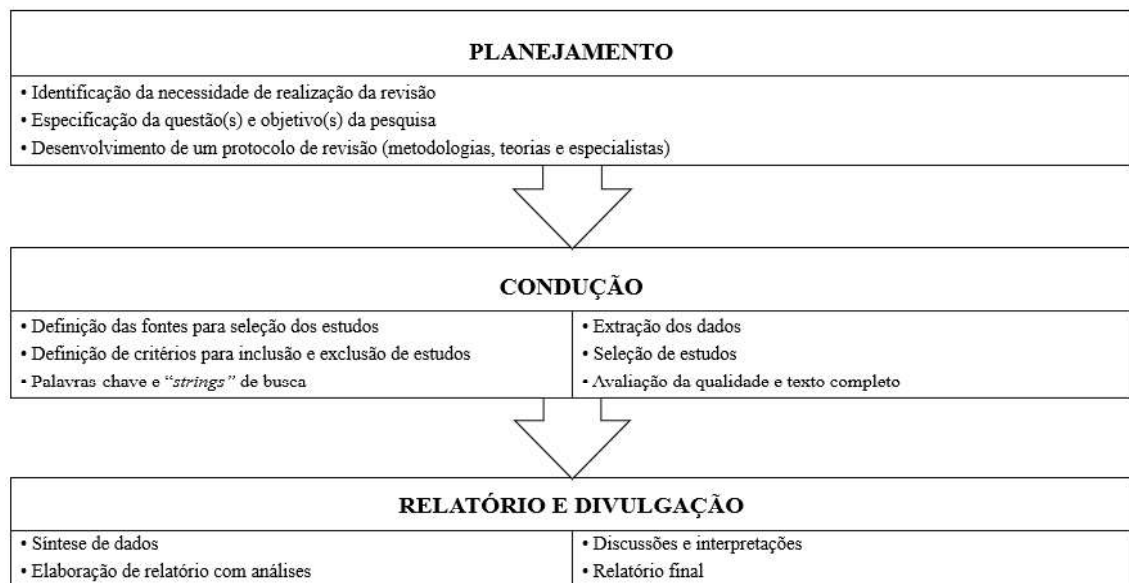 PLANEJAMENTO
• Identificação da necessidade de realização da revisão
• Especificação da questão(s) e objetivo(s) da pesquisa
• Desenvolvimento de um protocolo de revisão (metodologias, teorias e especialistas)
CONDUÇÃO
• Definição das fontes para seleção dos estudos
• Definição de critérios para inclusão e exclusão de estudos
• Palavras chave e “strings” de busca
• Extração dos dados
• Seleção de estudos
• Avaliação da qualidade e texto completo
RELATÓRIO E DIVULGAÇÃO
• Síntese de dados
• Elaboração de relatório com análises
• Discussões e interpretações
• Relatório final